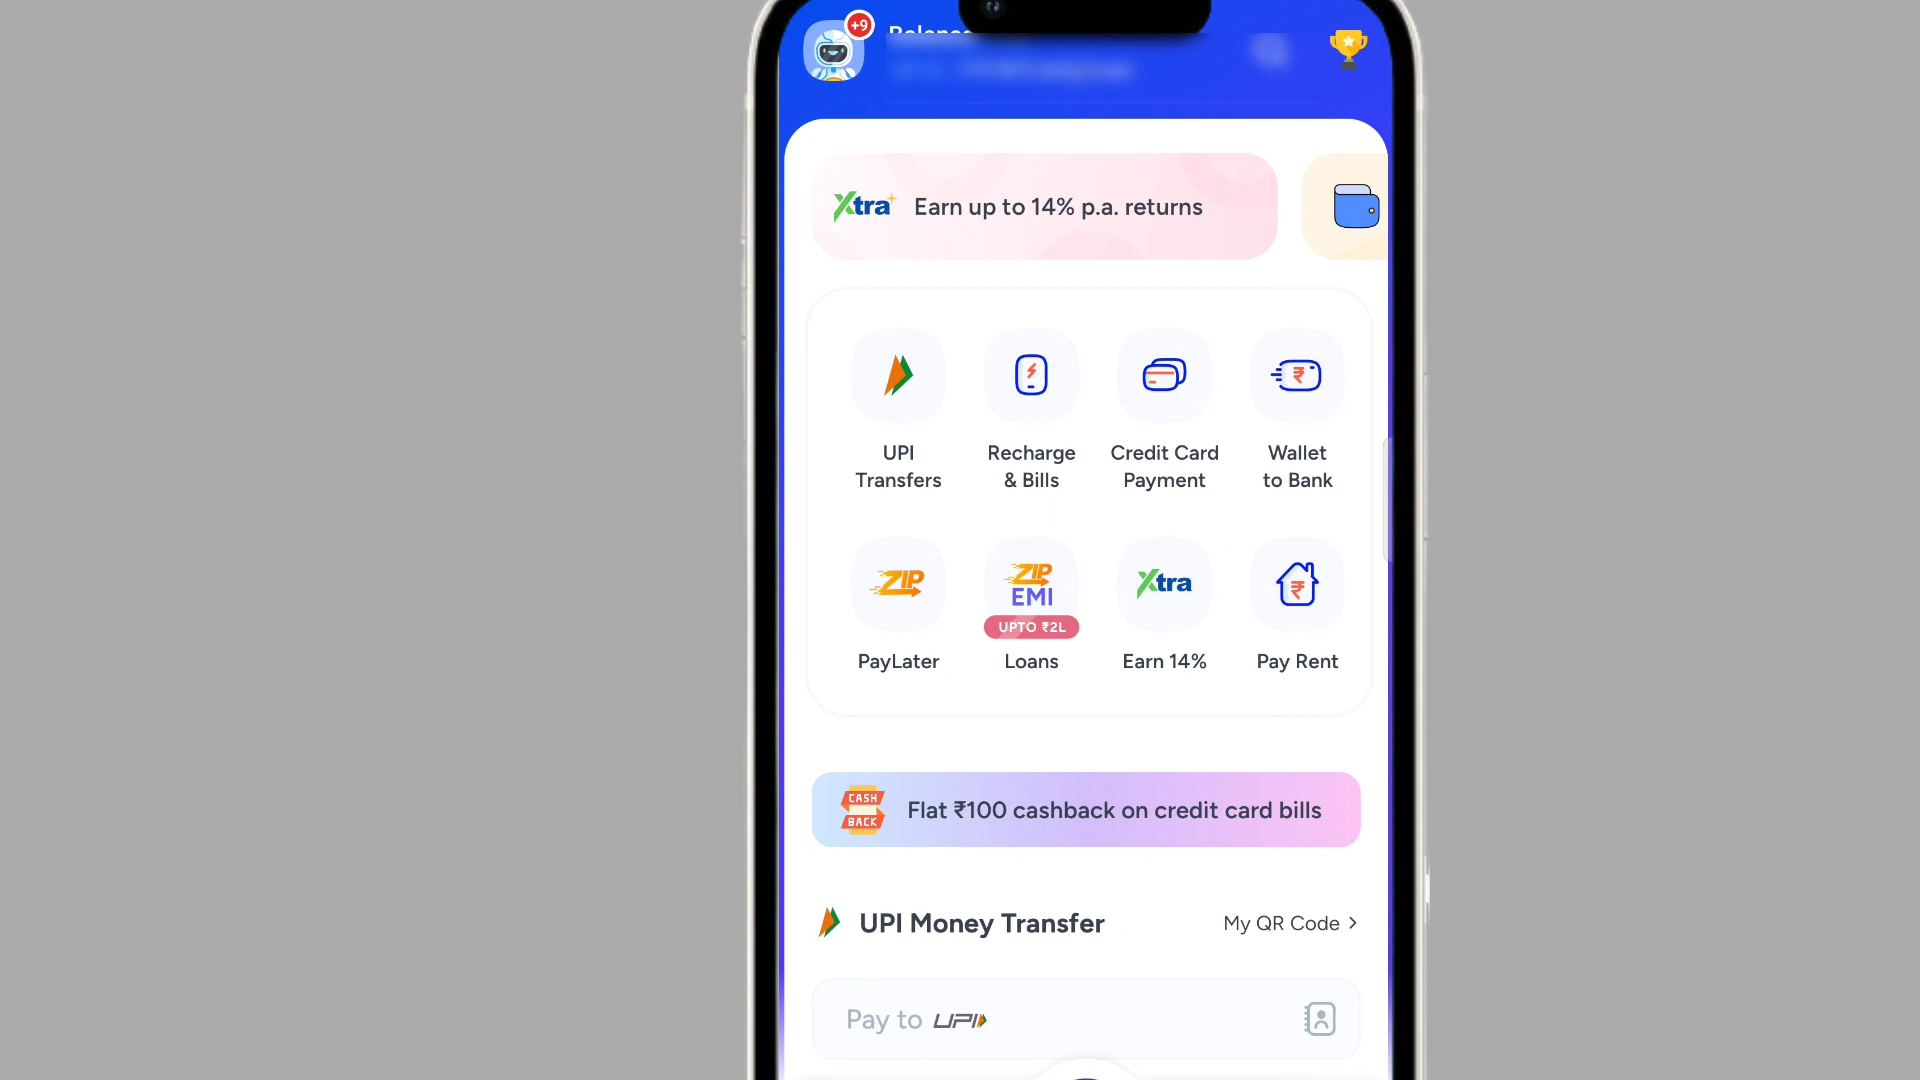 +9
Balance
Xtra Earn up to 14% p.a. returns
UPI
Transfers
Recharge
& Bills
Credit Card
Payment
Wallet
to Bank
ZIP
PayLater
ZIP
EMI
UPTO ₹2L
Loans
Xtra
Earn 14%
Pay Rent
CASH
BACK
Flat ₹100 cashback on credit card bills
UPI Money Transfer
My QR Code >
Pay to UPI